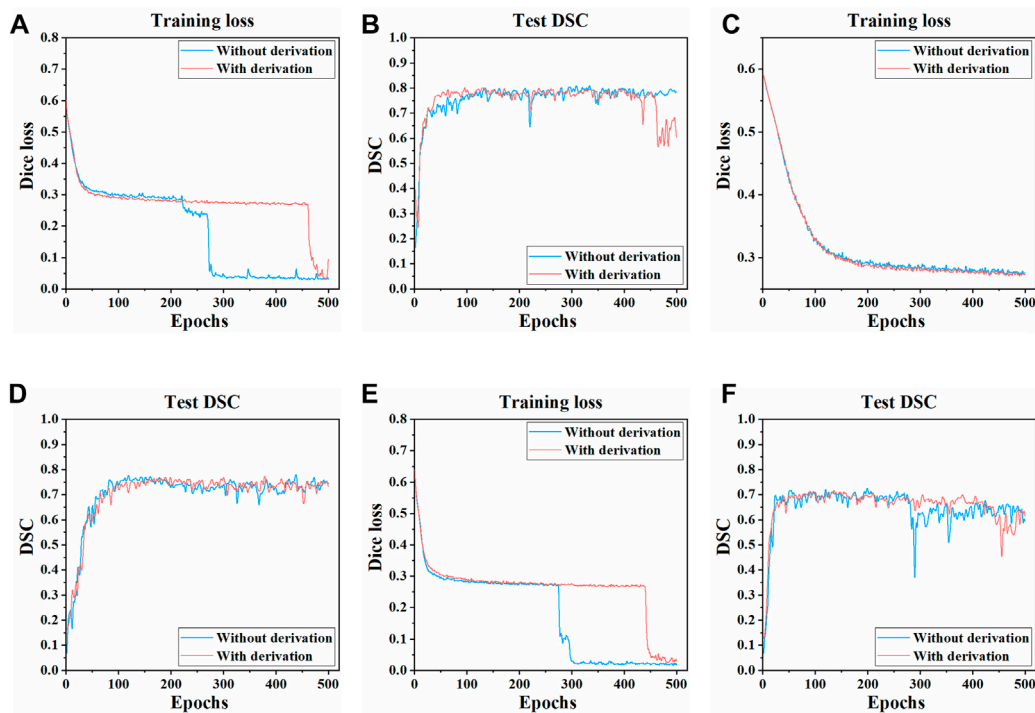 A
Training loss
Without derivation
With derivation
0.8
0.7
0.6
0.5
0.4
0.3
0.2
0.1
0.0
Dice loss
0 100 200 300 400 500
Epochs
B
Test DSC
1.0
0.9
0.8
0.7
0.6
0.5
0.4
0.3
0.2
0.1
0.0
DSC
Without derivation
With derivation
0 100 200 300 400 500
Epochs
C
Training loss
Without derivation
With derivation
0.6
0.5
0.3
Dice loss
0 100 200 300 400 500
Epochs
D
Test DSC
1.0
0.9
0.8
0.7
0.6
0.5
0.4
0.3
0.2
0.1
0.0
DSC
Without derivation
With derivation
0 100 200 300 400 500
Epochs
E
Training loss
Without derivation
With derivation
0.8
0.7
0.6
0.5
0.4
0.3
0.2
0.1
0.0
Dice loss
0 100 200 300 400 500
Epochs
F
Test DSC
1.0
0.9
0.8
0.7
0.6
0.5
0.4
0.3
0.2
0.1
0.0
DSC
Without derivation
With derivation
0 100 200 300 400 500
Epochs